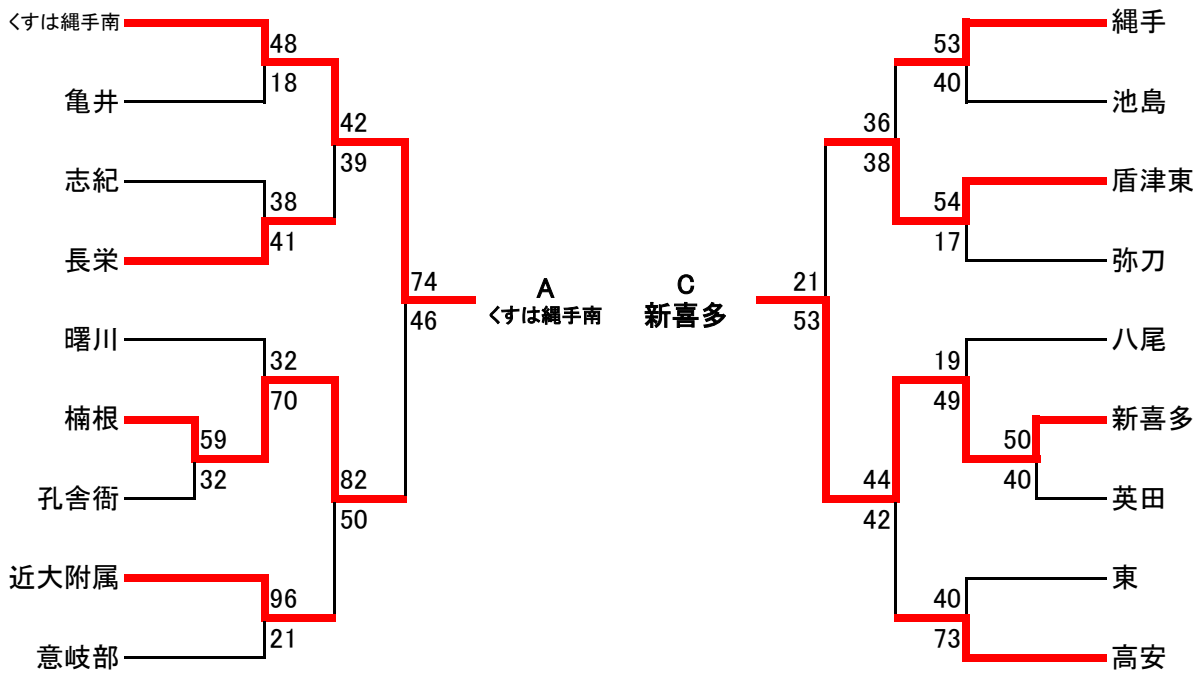 くすは縄手南
48
18
亀井
42
39
志紀
38
41
長栄
74
46
A
くすは縄手南
曙川
32
70
楠根
59
32
孔舎衙
82
50
近大附属
96
21
意岐部
縄手
53
40
池島
36
38
盾津東
54
17
弥刀
C
新喜多
21
53
八尾
19
49
新喜多
50
40
英田
44
42
東
40
73
高安